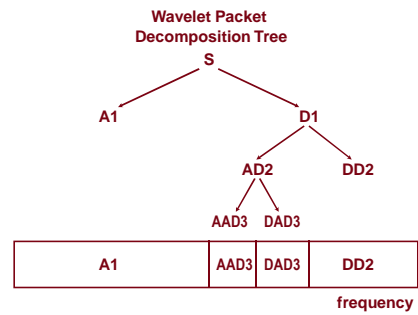 Wavelet Packet
Decomposition Tree
S
A1 D1
AD2 DD2
AAD3 DAD3
A1 AAD3 DAD3 DD2
frequency